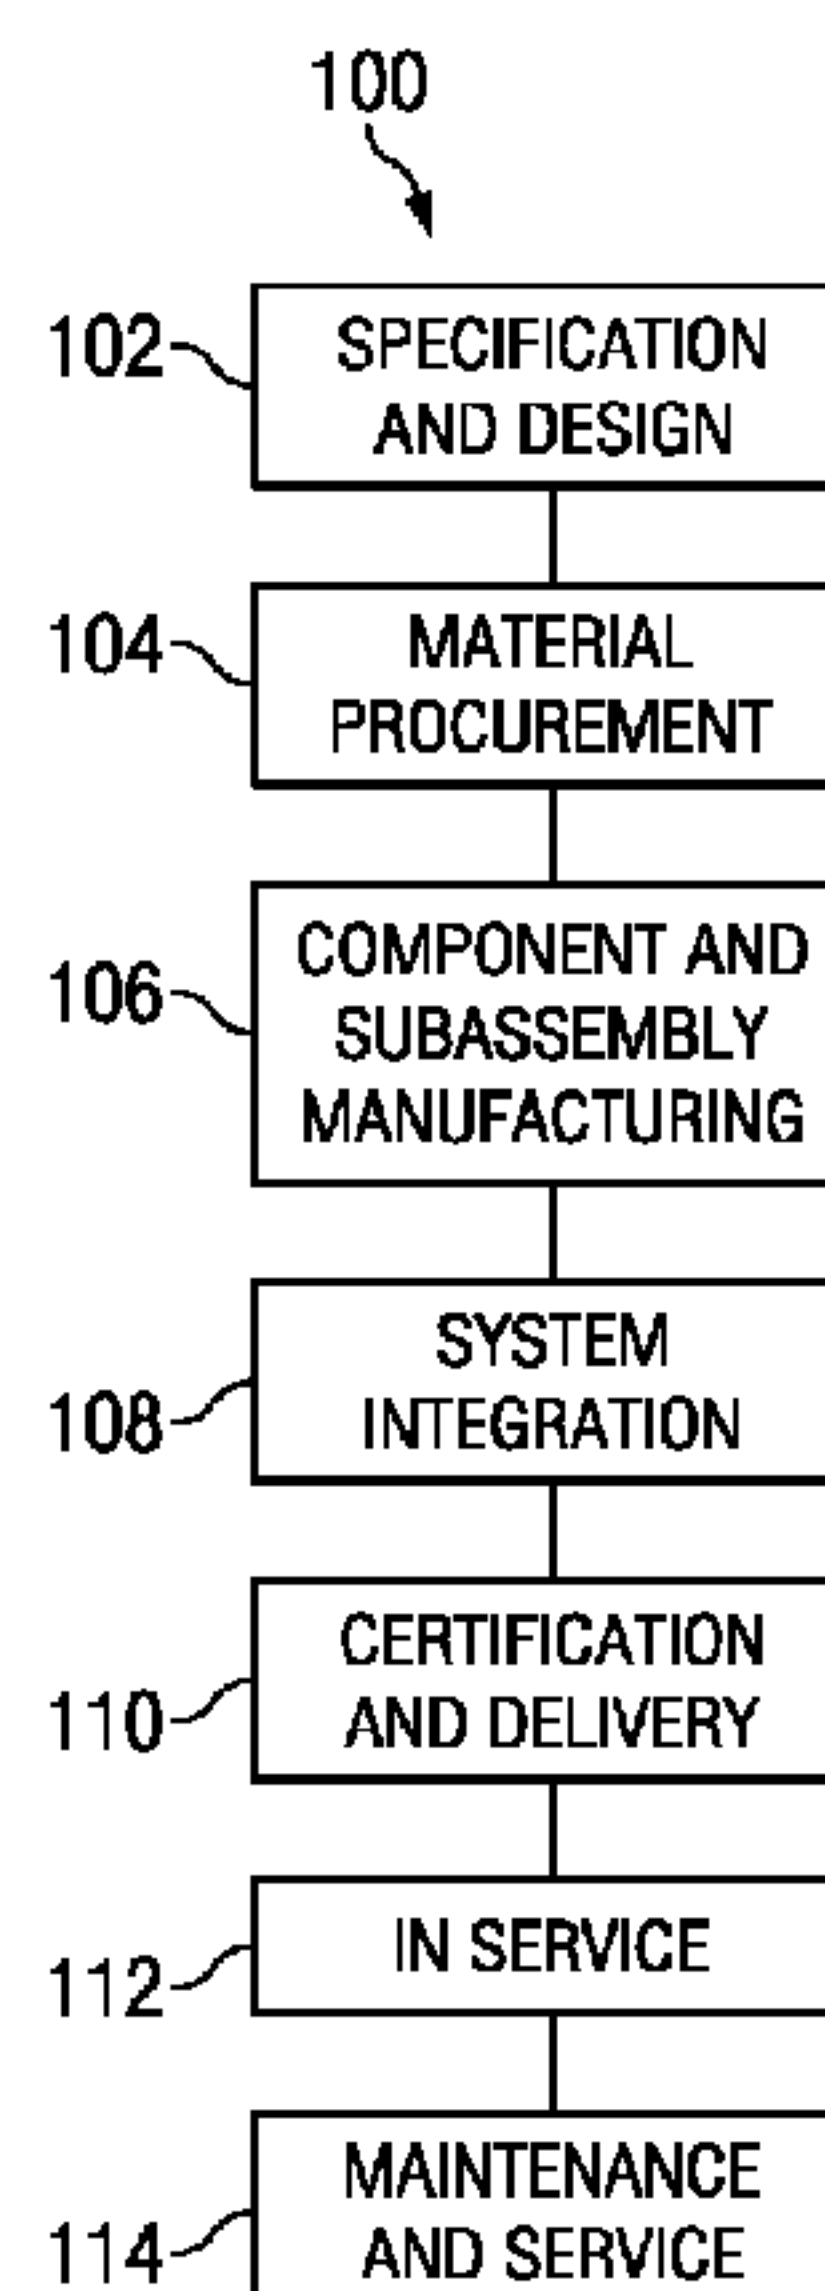 100
102
SPECIFICATION
AND DESIGN
104
MATERIAL
PROCUREMENT
106
COMPONENT AND
SUBASSEMBLY
MANUFACTURING
108
SYSTEM
INTEGRATION
110
CERTIFICATION
AND DELIVERY
112
IN SERVICE
114
MAINTENANCE
AND SERVICE